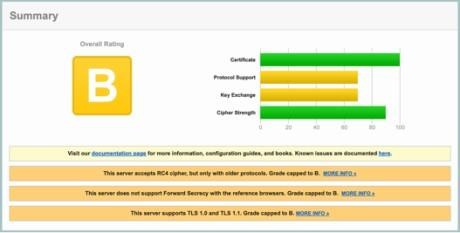 Summary
Overall Rating
B
Certificate
Protocol Support
Key Exchange
Cipher Strength
0 20 40 60 80 100
Visit our documentation page for more information, configuration guides, and books. Known issues are documented here.
This server accepts RC4 cipher, but only with older protocols. Grade capped to B. MORE INFO »
This server does not support Forward Secrecy with the reference browsers. Grade capped to B. MORE INFO »
This server supports TLS 1.0 and TLS 1.1. Grade capped to B. MORE INFO »